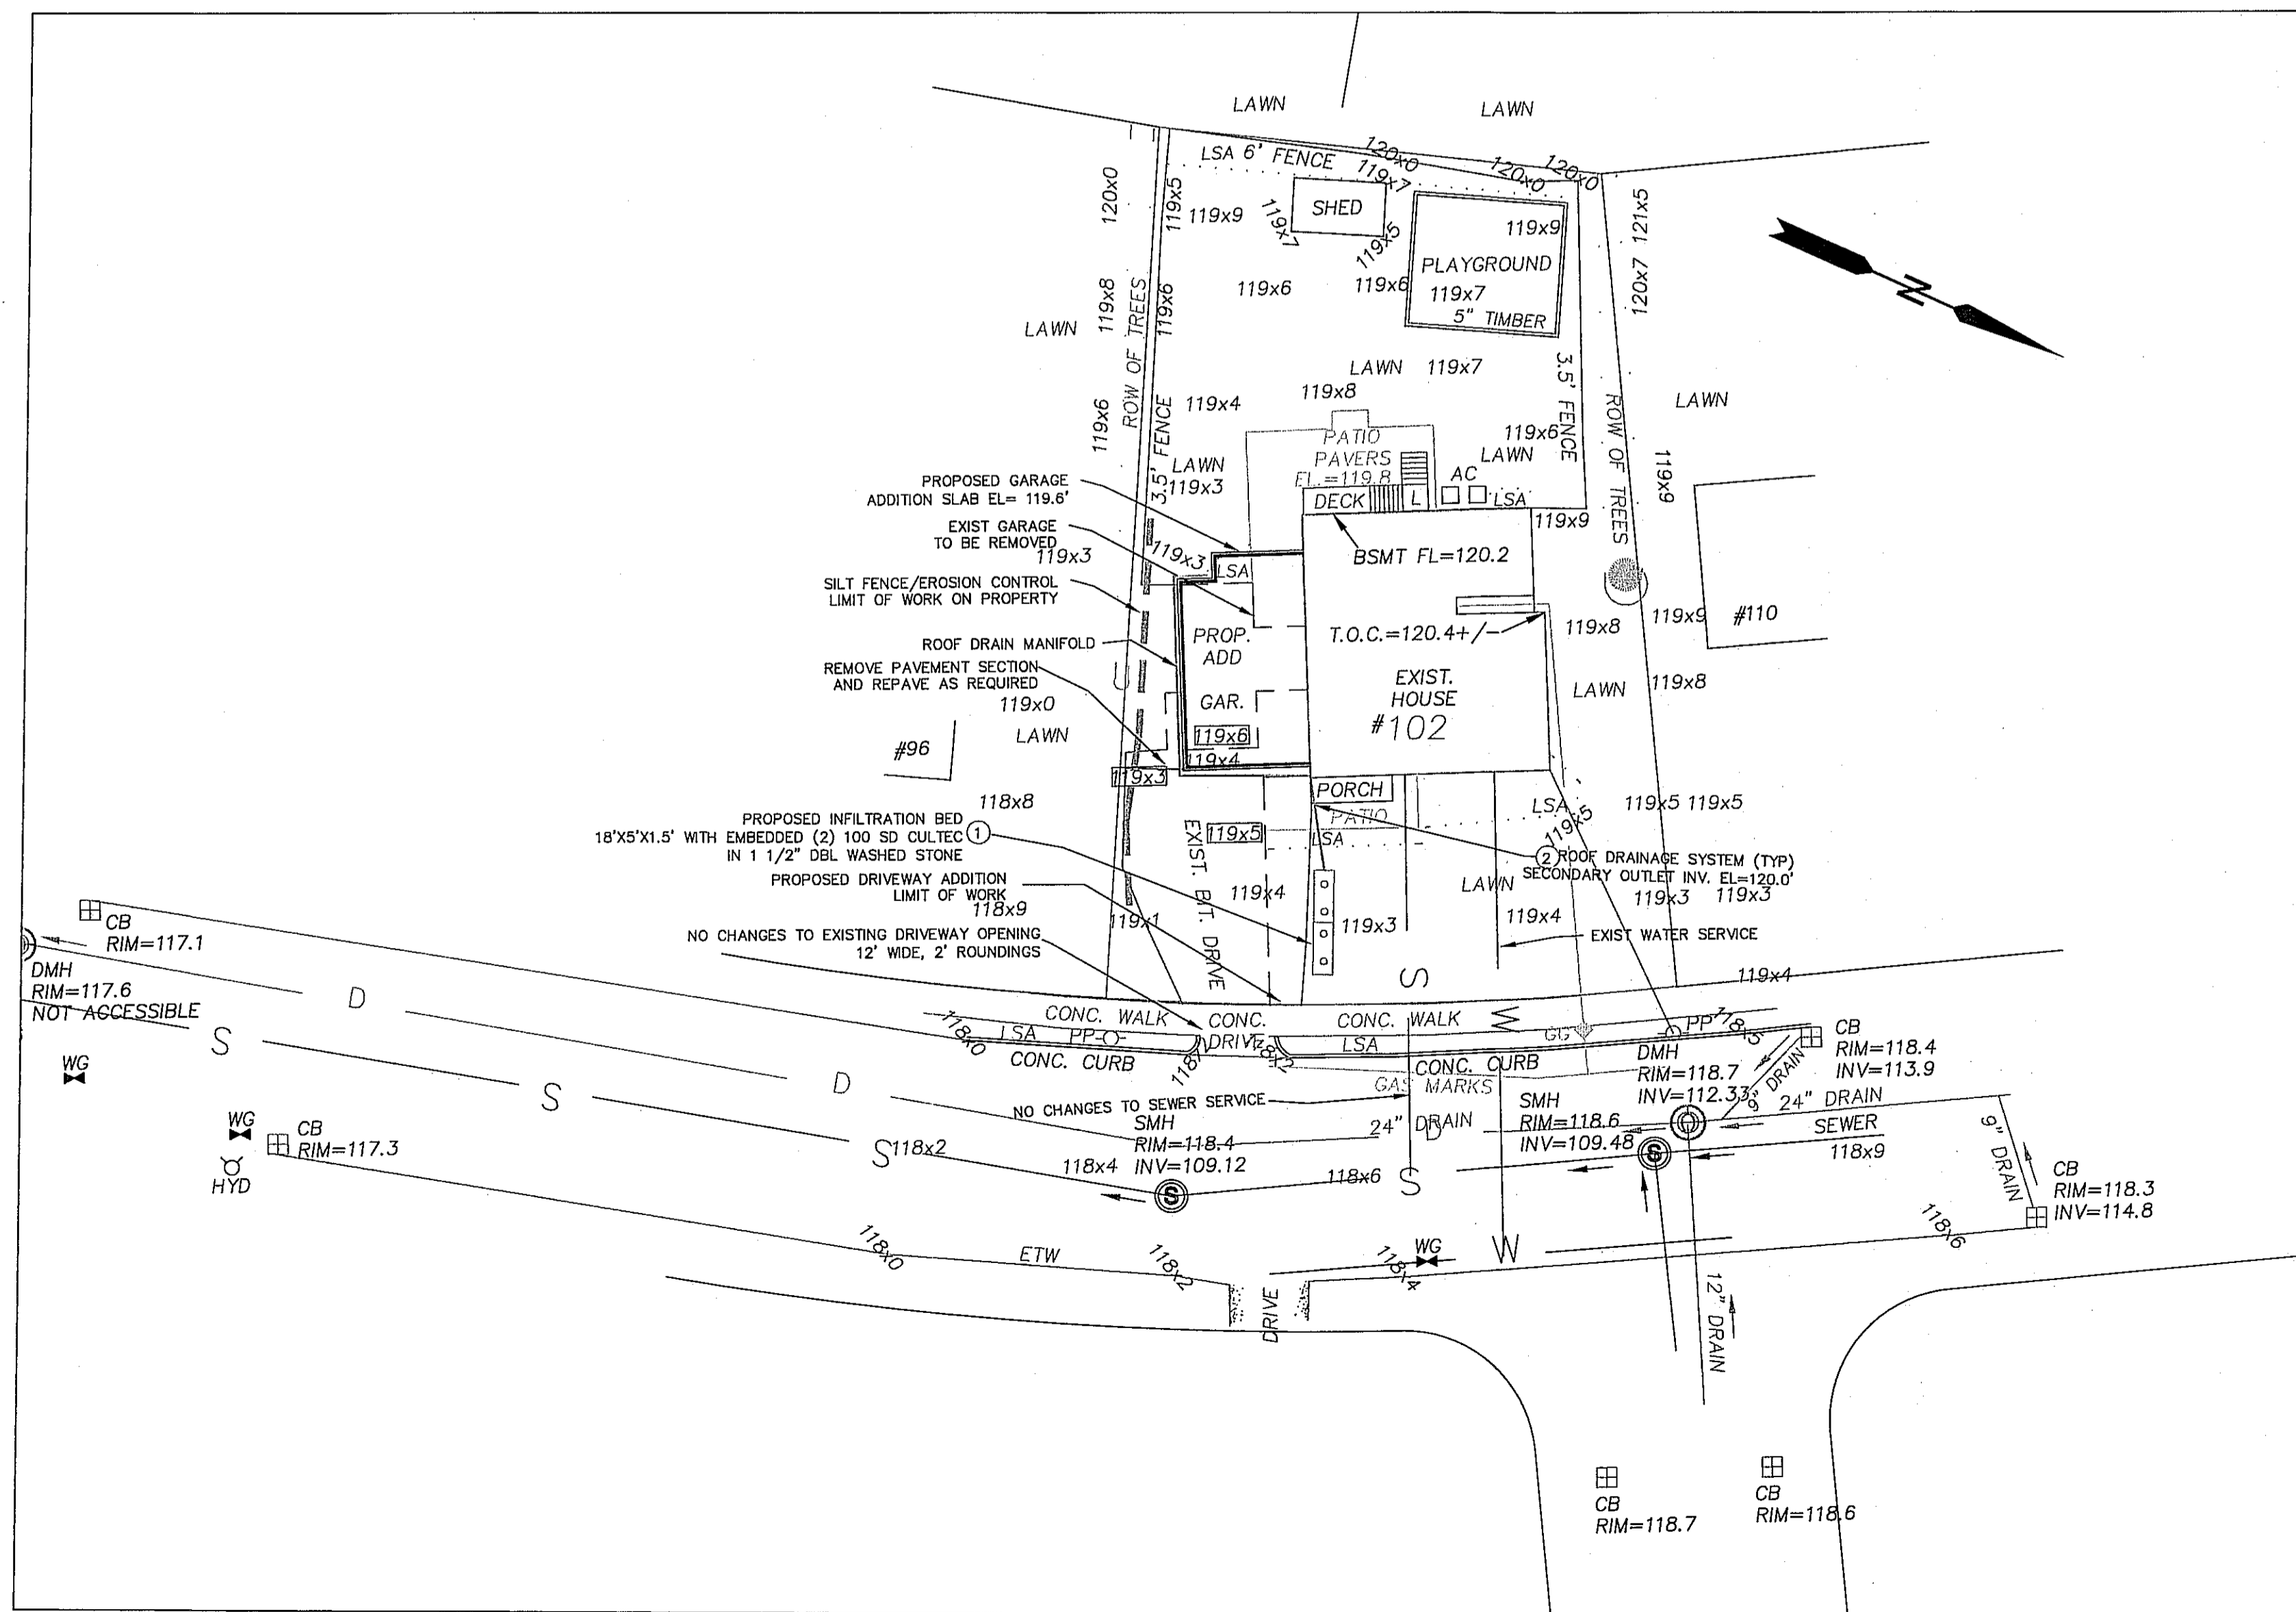 LAWN
LAWN
LSA 6' FENCE
120x0
120x0
120x0
119x7
120x0
119x5
119x9
119x7
SHED
119x5
119x9
PLAYGROUND
119x7
5" TIMBER
121x5
120x7
N
119x8
ROW OF TREES
119x6
119x6
119x6
LAWN
LAWN
119x7
3.5' FENCE
ROW OF TREES
LAWN
119x6
3.5' FENCE
119x4
119x8
PATIO
PAVERS
EL.=119.8
119x6
LAWN
AC
LSA
119x9
LAWN
119x3
DECK
L
119x9
BSMT FL=120.2
PROPOSED GARAGE
ADDITION SLAB EL= 119.6'
EXIST GARAGE
TO BE REMOVED
119x3
119x3
LSA
SILT FENCE/EROSION CONTROL
LIMIT OF WORK ON PROPERTY
PROP.
ADD
T.O.C.=120.4+/-
119x8
119x9
#110
ROOF DRAIN MANIFOLD
REMOVE PAVEMENT SECTION
AND REPAVE AS REQUIRED
119x0
EXIST.
HOUSE
#102
LAWN
119x8
GAR.
119x6
119x4
119x3
LAWN
#96
118x8
PORCH
PATIO
LSA
LSA
119x5
119x5 119x5
PROPOSED INFILTRATION BED
18'X5'X1.5' WITH EMBEDDED (2) 100 SD CULTEC 1
IN 1 1/2" DBL WASHED STONE
119x5
EXIST. BIT. DRIVE
2 ROOF DRAINAGE SYSTEM (TYP)
SECONDARY OUTLET INV. EL=120.0'
PROPOSED DRIVEWAY ADDITION
LIMIT OF WORK
118x9
119x1
119x4
119x3
LAWN
119x4
119x3 119x3
EXIST WATER SERVICE
NO CHANGES TO EXISTING DRIVEWAY OPENING
12' WIDE, 2' ROUNDINGS
S
119x4
CB
RIM=117.1
DMH
RIM=117.6
NOT ACCESSIBLE
D
S
WG
CONC. WALK
CONC.
DRIVE
CONC. WALK
W
118x0
LSA
PP
CONC. CURB
118x2
LSA
CONC. CURB
GAS MARKS
GG
PP
118x5
CB
RIM=118.4
INV=113.9
DMH
RIM=118.7
INV=112.33
9" DRAIN
24" DRAIN
SEWER
118x9
D
S
NO CHANGES TO SEWER SERVICE
SMH
RIM=118.4
INV=109.12
24" DRAIN
D
SMH
RIM=118.6
INV=109.48
9" DRAIN
CB
RIM=118.3
INV=114.8
WG
CB
RIM=117.3
HYD
S
118x2
118x4
S
118x6
S
S
118x0
ETW
118x2
DRIVE
WG
118x4
W
118x6
12" DRAIN
CB
RIM=118.7
CB
RIM=118.6